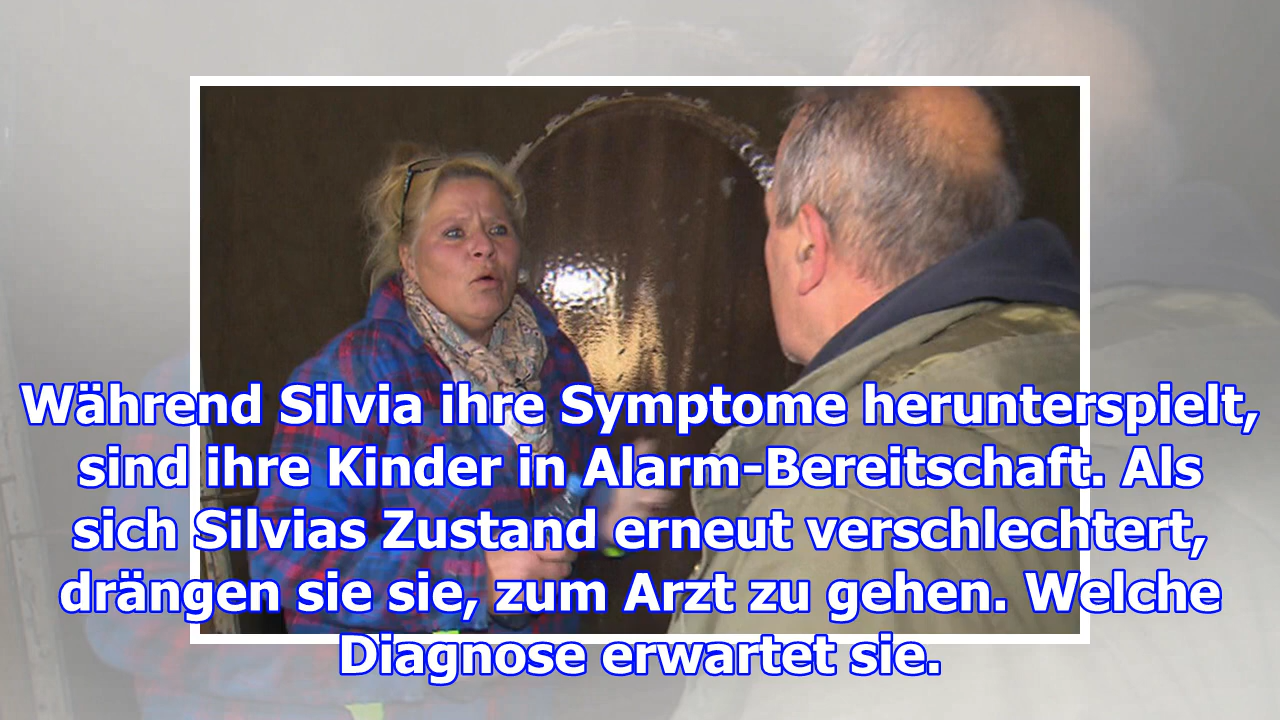 Während Silvia ihre Symptome herunterspielt,
sind ihre Kinder in Alarm-Bereitschaft. Als
sich Silvias Zustand erneut verschlechtert,
drängen sie sie, zum Arzt zu gehen. Welche
Diagnose erwartet sie.